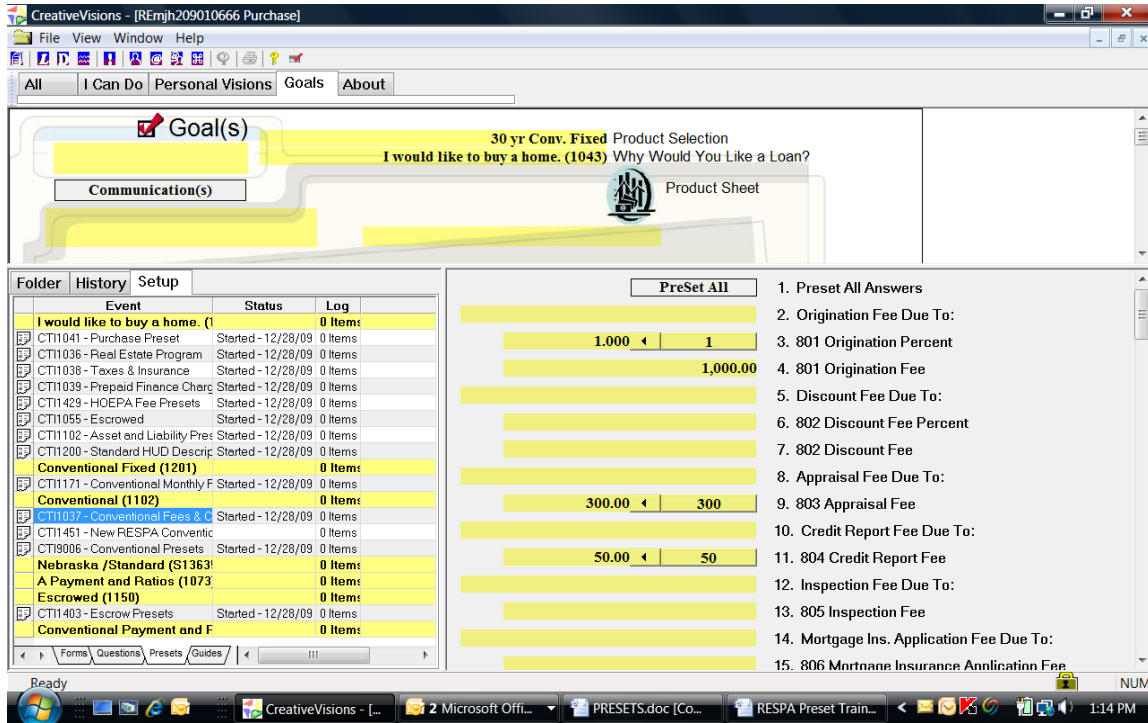 CreativeVisions - [REmjh209010666 Purchase]
File View Window Help
All I Can Do Personal Visions Goals About
Goal(s)
30 yr Conv. Fixed Product Selection
I would like to buy a home. (1043) Why Would You Like a Loan?
Communication(s)
Product Sheet
Folder History Setup
Event Status Log
I would like to buy a home. (1 0 Items
CTI1041 - Purchase Preset Started - 12/28/09 0 Items
CTI1036 - Real Estate Program Started - 12/28/09 0 Items
CTI1038 - Taxes & Insurance Started - 12/28/09 0 Items
CTI1039 - Prepaid Finance Charg Started - 12/28/09 0 Items
CTI1429 - HOEPA Fee Presets Started - 12/28/09 0 Items
CTI1055 - Escrowed Started - 12/28/09 0 Items
CTI1102 - Asset and Liability Pres Started - 12/28/09 0 Items
CTI1200 - Standard HUD Descrip Started - 12/28/09 0 Items
Conventional Fixed (1201) 0 Items
CTI1171 - Conventional Monthly F Started - 12/28/09 0 Items
Conventional (1102) 0 Items
CTI1037 - Conventional Fees & C Started - 12/28/09 0 Items
CTI1451 - New RESPA Conventic 0 Items
CTI9006 - Conventional Presets Started - 12/28/09 0 Items
Nebraska /Standard (S1363 0 Items
A Payment and Ratios (1073 0 Items
Escrowed (1150) 0 Items
CTI1403 - Escrow Presets Started - 12/28/09 0 Items
Conventional Payment and F 0 Items
Forms Questions Presets Guides
PreSet All 1. Preset All Answers
2. Origination Fee Due To:
1.000 1 3. 801 Origination Percent
1,000.00 4. 801 Origination Fee
5. Discount Fee Due To:
6. 802 Discount Fee Percent
7. 802 Discount Fee
8. Appraisal Fee Due To:
300.00 300 9. 803 Appraisal Fee
10. Credit Report Fee Due To:
50.00 50 11. 804 Credit Report Fee
12. Inspection Fee Due To:
13. 805 Inspection Fee
14. Mortgage Ins. Application Fee Due To:
15. 806 Mortgage Insurance Application Fee
Ready NUM
CreativeVisions - [... 2 Microsoft Offi... PRESETS.doc [Co... RESPA Preset Train... 1:14 PM